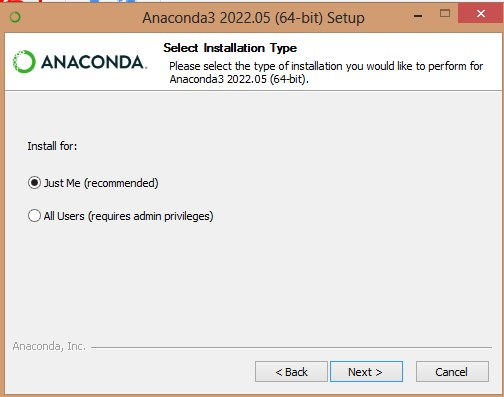 Anaconda3 2022.05 (64-bit) Setup
ANACONDA.
Select Installation Type
Please select the type of installation you would like to perform for
Anaconda3 2022.05 (64-bit).
Install for:
Just Me (recommended)
All Users (requires admin privileges)
Anaconda, Inc.
< Back
Next >
Cancel